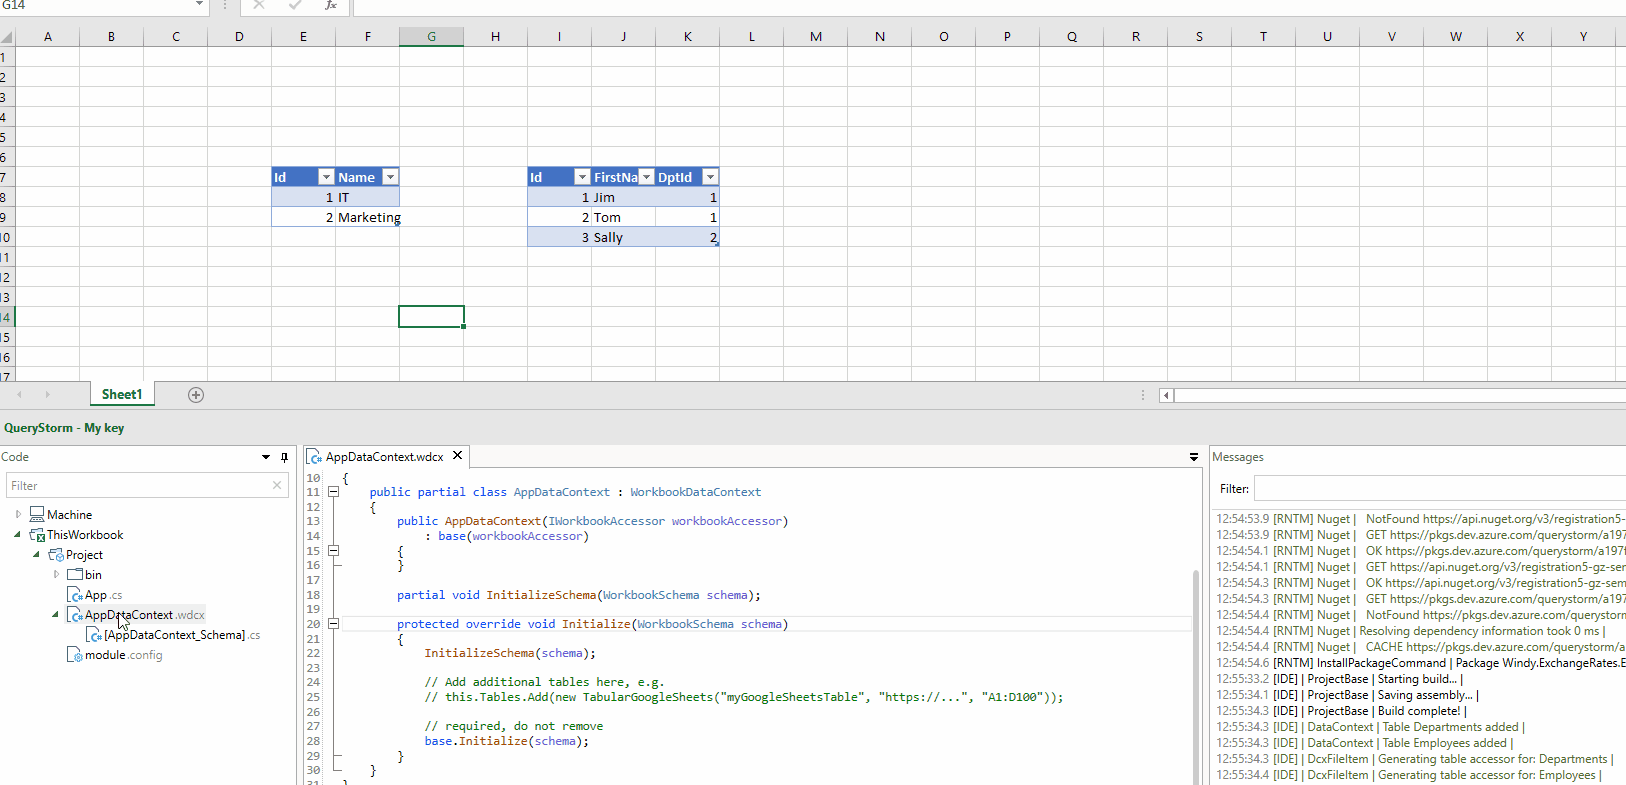 G14
fx
A B C D E F G H I J K L M N O P Q R S T U V W X Y
1
2
3
4
5
6
7 Id Name Id FirstNa DptId
8 1 IT 1 Jim 1
9 2 Marketing 2 Tom 1
10 3 Sally 2
11
12
13
14
15
16
17
Sheet1
QueryStorm - My key
Code
Filter
Machine
ThisWorkbook
Project
bin
App.cs
AppDataContext.wdcx
[AppDataContext_Schema].cs
module.config
AppDataContext.wdcx
10 {
11 public partial class AppDataContext : WorkbookDataContext
12 {
13 public AppDataContext(IWorkbookAccessor workbookAccessor)
14 : base(workbookAccessor)
15 {
16 }
17
18 partial void InitializeSchema(WorkbookSchema schema);
19
20 protected override void Initialize(WorkbookSchema schema)
21 {
22 InitializeSchema(schema);
23
24 // Add additional tables here, e.g.
25 // this.Tables.Add(new TabularGoogleSheets("myGoogleSheetsTable", "https://...", "A1:D100"));
26
27 // required, do not remove
28 base.Initialize(schema);
29 }
30 }
Messages
Filter:
12:54:53.9 [RNTM] Nuget | NotFound https://api.nuget.org/v3/registration5-
12:54:53.9 [RNTM] Nuget | GET https://pkgs.dev.azure.com/querystorm/a197
12:54:54.1 [RNTM] Nuget | OK https://pkgs.dev.azure.com/querystorm/a197f
12:54:54.1 [RNTM] Nuget | GET https://api.nuget.org/v3/registration5-gz-sem
12:54:54.3 [RNTM] Nuget | OK https://api.nuget.org/v3/registration5-gz-sem
12:54:54.3 [RNTM] Nuget | GET https://pkgs.dev.azure.com/querystorm/a197
12:54:54.4 [RNTM] Nuget | NotFound https://pkgs.dev.azure.com/querystorm
12:54:54.4 [RNTM] Nuget | Resolving dependency information took 0 ms |
12:54:54.4 [RNTM] Nuget | CACHE https://pkgs.dev.azure.com/querystorm/a
12:54:54.6 [RNTM] InstallPackageCommand | Package Windy.ExchangeRates.E
12:55:33.2 [IDE] | ProjectBase | Starting build... |
12:55:34.1 [IDE] | ProjectBase | Saving assembly... |
12:55:34.3 [IDE] | ProjectBase | Build complete! |
12:55:34.3 [IDE] | DataContext | Table Departments added |
12:55:34.3 [IDE] | DataContext | Table Employees added |
12:55:34.3 [IDE] | DcxFileItem | Generating table accessor for: Departments |
12:55:34.4 [IDE] | DcxFileItem | Generating table accessor for: Employees |